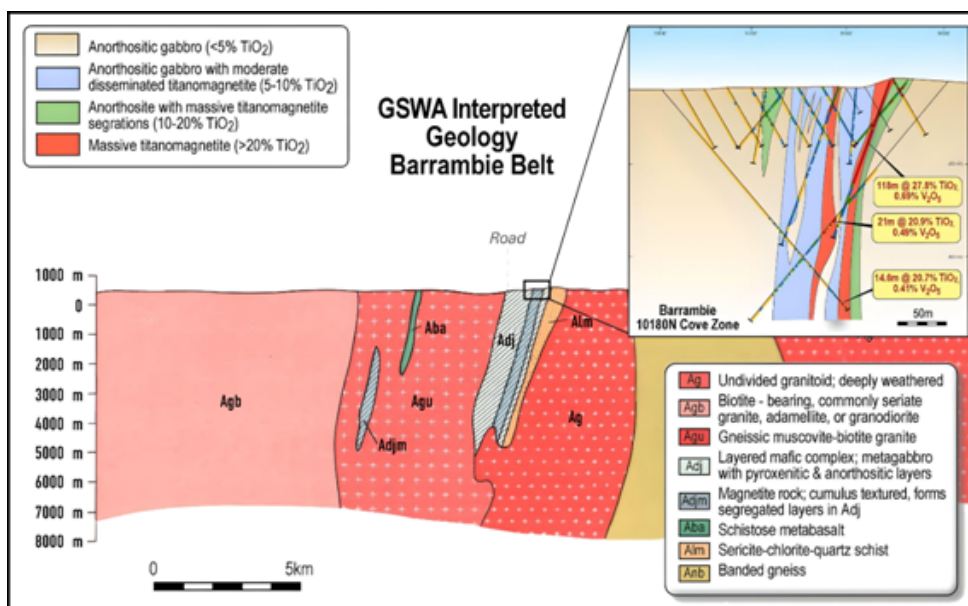 Anorthositic gabbro (<5% TiO₂)
Anorthositic gabbro with moderate
disseminated titanomagnetite (5-10% TiO₂)
Anorthosite with massive titanomagnetite
segrations (10-20% TiO₂)
Massive titanomagnetite (>20% TiO₂)
GSWA Interpreted
Geology
Barrambie Belt
118m @ 27.8% TiO₂,
0.69% V₂O₅
21m @ 20.9% TiO₂,
0.49% V₂O₅
14.6m @ 20.7% TiO₂,
0.41% V₂O₅
Barrambie
10180N Cove Zone
50m
Road
1000 m
0
1000 m
2000 m
3000 m
4000 m
5000 m
6000 m
7000 m
8000 m
Agb
Adjm
Aba
Agu
Adj
Alm
Ag
0
5km
Ag Undivided granitoid; deeply weathered
Agb Biotite - bearing, commonly seriate
granite, adamellite, or granodiorite
Agu Gneissic muscovite-biotite granite
Adj Layered mafic complex; metagabbro
with pyroxenitic & anorthositic layers
Adjm Magnetite rock; cumulus textured, forms
segregated layers in Adj
Aba Schistose metabasalt
Alm Sericite-chlorite-quartz schist
Anb Banded gneiss